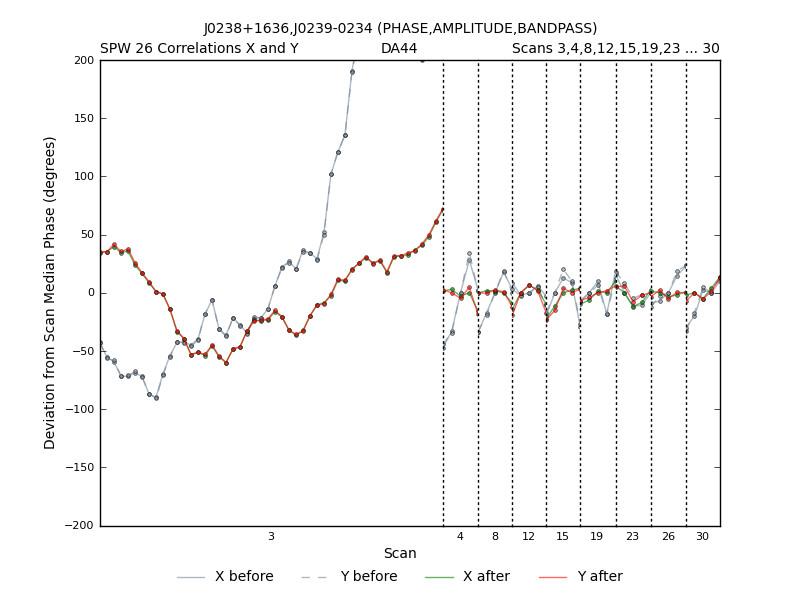 J0238+1636,J0239-0234 (PHASE,AMPLITUDE,BANDPASS)
SPW 26 Correlations X and Y DA44 Scans 3,4,8,12,15,19,23 ... 30
Deviation from Scan Median Phase (degrees)
200
150
100
50
0
−50
−100
−150
−200
3 4 8 12 15 19 23 26 30
Scan
X before Y before X after Y after